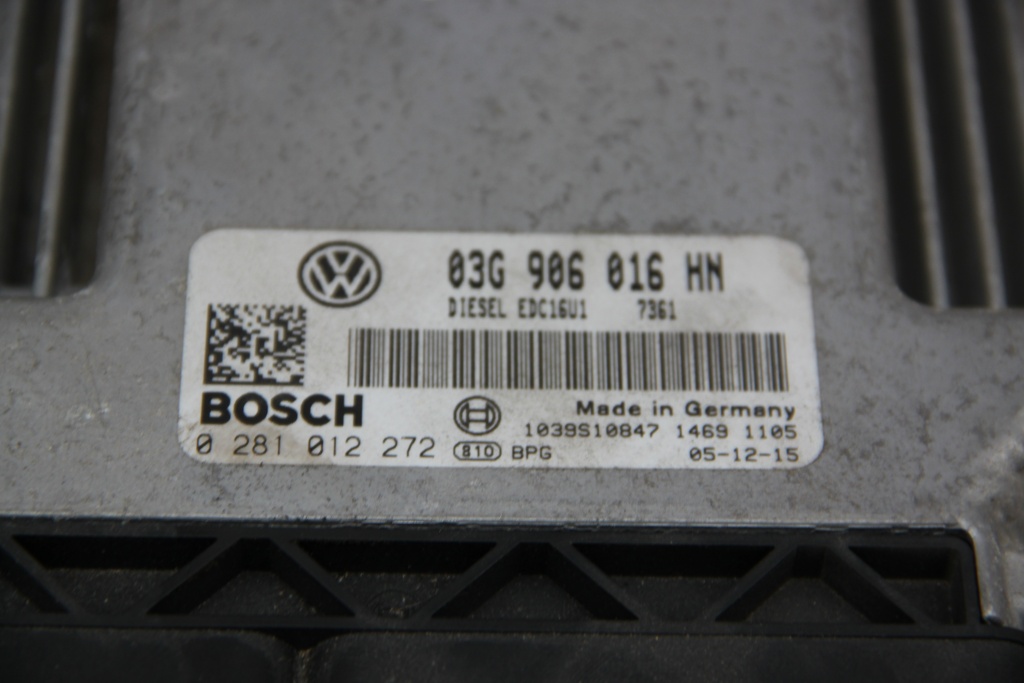 03G 906 016 HN
DIESEL EDC16U1 7361
BOSCH
Made in Germany
1039S10847 1469 1105
0 281 012 272 810 BPG 05-12-15